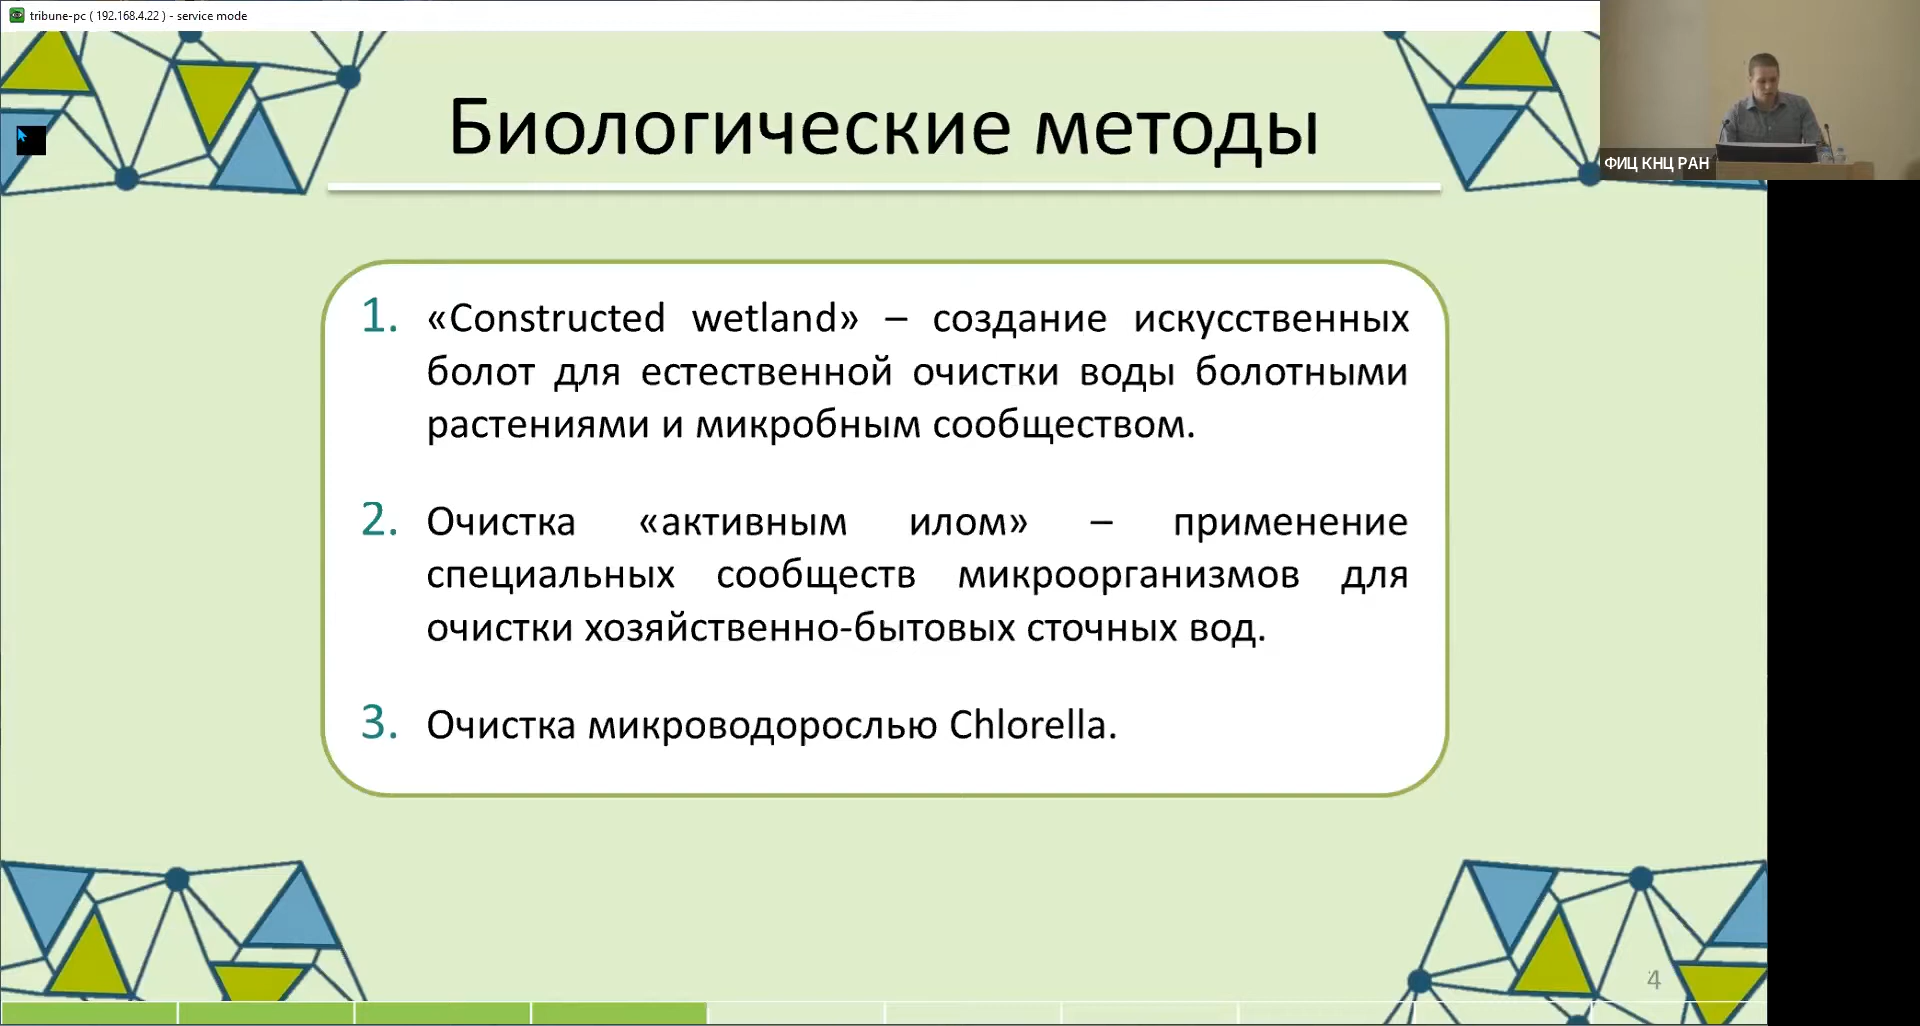 tribune-pc ( 192.168.4.22 ) - service mode
Биологические методы
ФИЦ КНЦ РАН
1. «Constructed wetland» – создание искусственных
болот для естественной очистки воды болотными
растениями и микробным сообществом.
2. Очистка «активным илом» – применение
специальных сообществ микроорганизмов для
очистки хозяйственно-бытовых сточных вод.
3. Очистка микроводорослью Chlorella.
4